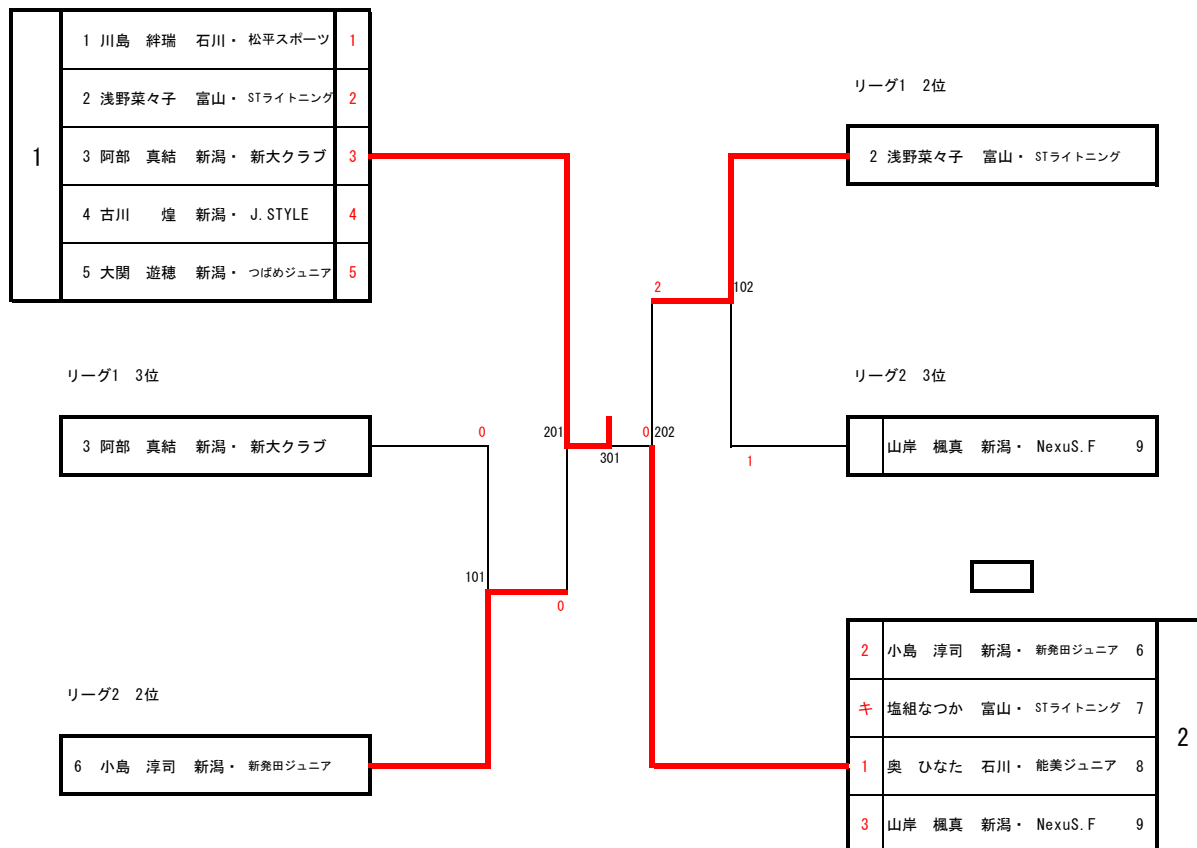 1 川島　絆瑞　石川・ 松平スポーツ 1
2 浅野菜々子　富山・ STライトニング 2
1
3 阿部　真結　新潟・ 新大クラブ 3
4 古川　　煌　新潟・ J.STYLE 4
5 大関　遊穂　新潟・ つばめジュニア 5
リーグ1　2位
2 浅野菜々子　富山・ STライトニング
2
102
リーグ1　3位
3 阿部　真結　新潟・ 新大クラブ
0
201
301
0
202
リーグ2　3位
山岸　楓真　新潟・ NexuS.F 9
1
101
0
リーグ2　2位
6 小島　淳司　新潟・ 新発田ジュニア
2 小島　淳司　新潟・ 新発田ジュニア 6
キ 塩組なつか　富山・ STライトニング 7
2
1 奥　ひなた　石川・ 能美ジュニア 8
3 山岸　楓真　新潟・ NexuS.F 9